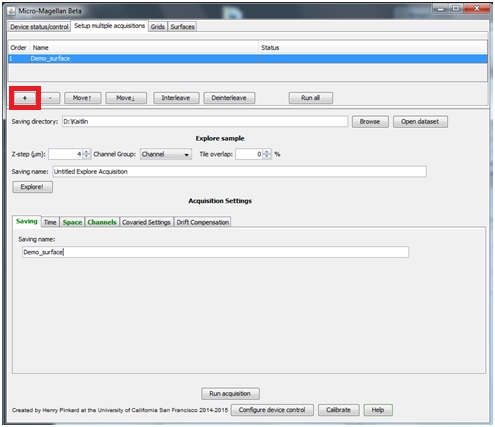 Micro-Magellan Beta
Device status/control Setup multiple acquisitions Grids Surfaces
Order Name Status
1 Demo_surface
+ - Move↑ Move↓ Interleave Deinterleave Run all
Saving directory: D:\Kaitlin Browse Open dataset
Explore sample
Z-step (µm): 4 Channel Group: Channel Tile overlap: 0 %
Saving name: Untitled Explore Acquisition
Explore!
Acquisition Settings
Saving Time Space Channels Covaried Settings Drift Compensation
Saving name:
Demo_surface
Run acquisition
Created by Henry Pinkard at the University of California San Francisco 2014-2015 Configure device control Calibrate Help